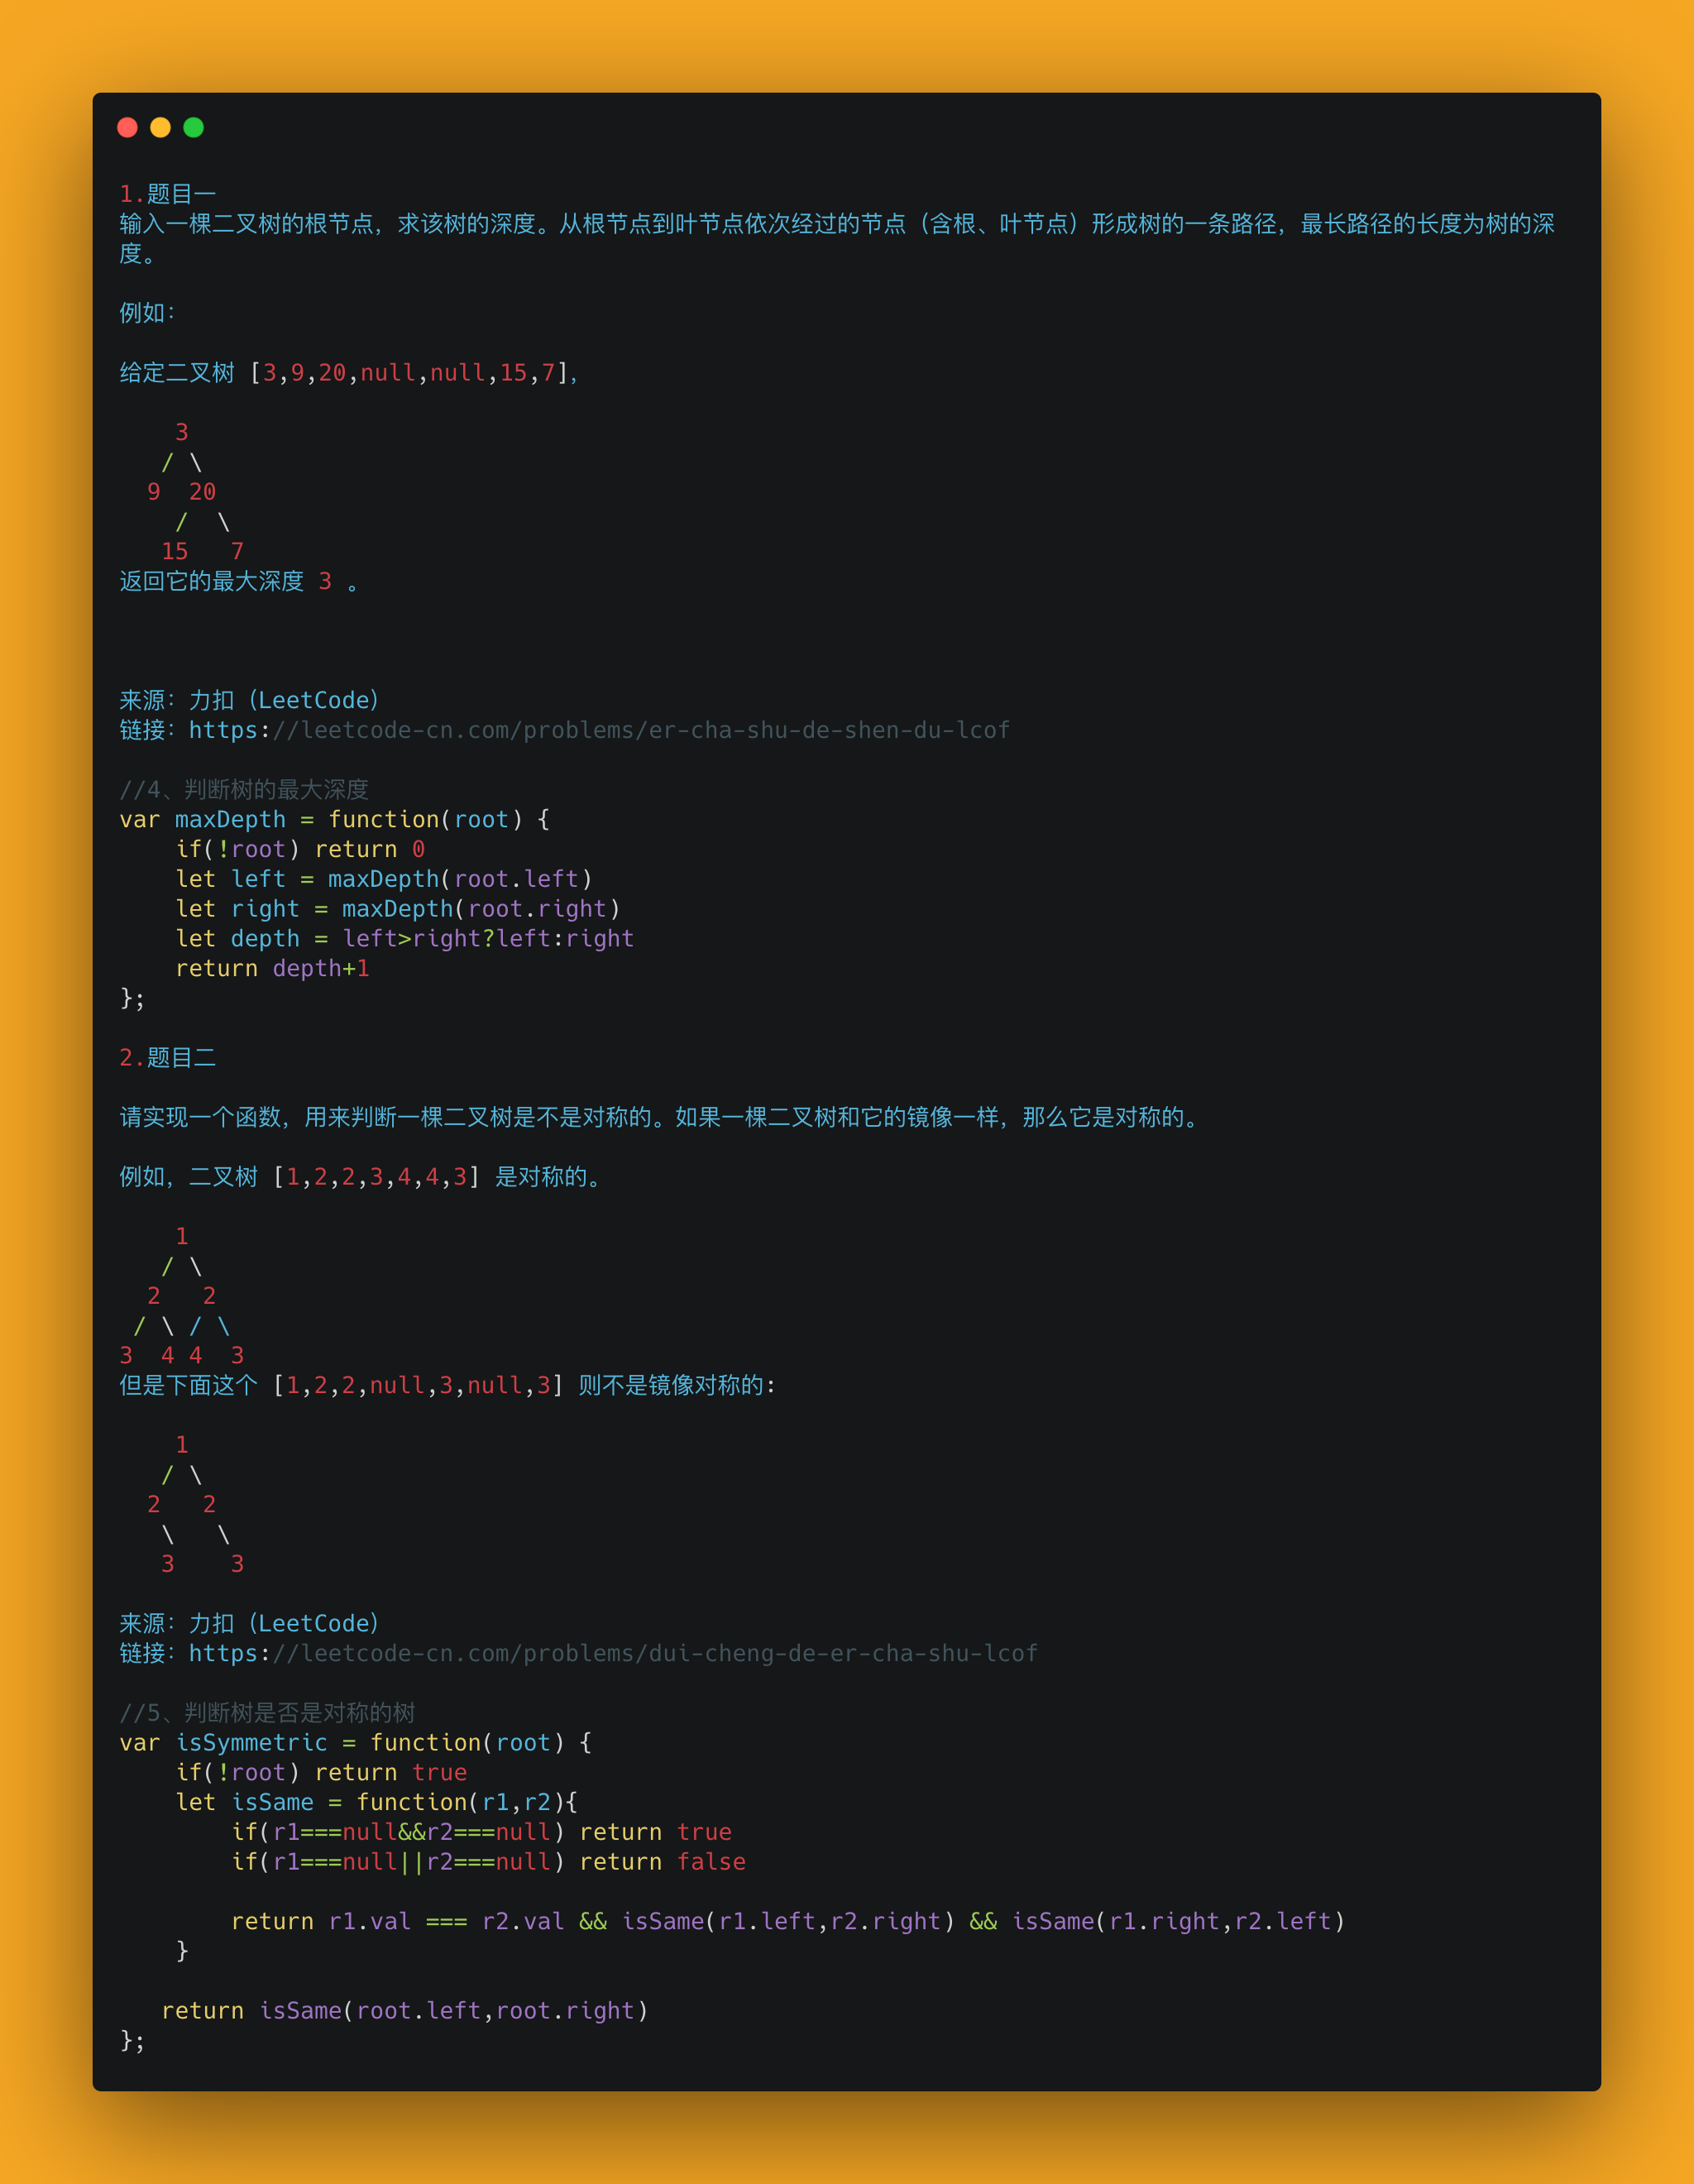 1.题目一
输入一棵二叉树的根节点，求该树的深度。从根节点到叶节点依次经过的节点（含根、叶节点）形成树的一条路径，最长路径的长度为树的深
度。
例如：
给定二叉树 [3,9,20,null,null,15,7]，
    3
   / \
  9  20
    /  \
   15   7
返回它的最大深度 3 。
来源：力扣（LeetCode）
链接：https://leetcode-cn.com/problems/er-cha-shu-de-shen-du-lcof
//4、判断树的最大深度
var maxDepth = function(root) {
    if(!root) return 0
    let left = maxDepth(root.left)
    let right = maxDepth(root.right)
    let depth = left>right?left:right
    return depth+1
};
2.题目二
请实现一个函数，用来判断一棵二叉树是不是对称的。如果一棵二叉树和它的镜像一样，那么它是对称的。
例如，二叉树 [1,2,2,3,4,4,3] 是对称的。
    1
   / \
  2   2
 / \ / \
3  4 4  3
但是下面这个 [1,2,2,null,3,null,3] 则不是镜像对称的:
    1
   / \
  2   2
   \   \
   3    3
来源：力扣（LeetCode）
链接：https://leetcode-cn.com/problems/dui-cheng-de-er-cha-shu-lcof
//5、判断树是否是对称的树
var isSymmetric = function(root) {
    if(!root) return true
    let isSame = function(r1,r2){
        if(r1===null&&r2===null) return true
        if(r1===null||r2===null) return false
        return r1.val === r2.val && isSame(r1.left,r2.right) && isSame(r1.right,r2.left)
    }
   return isSame(root.left,root.right)
};